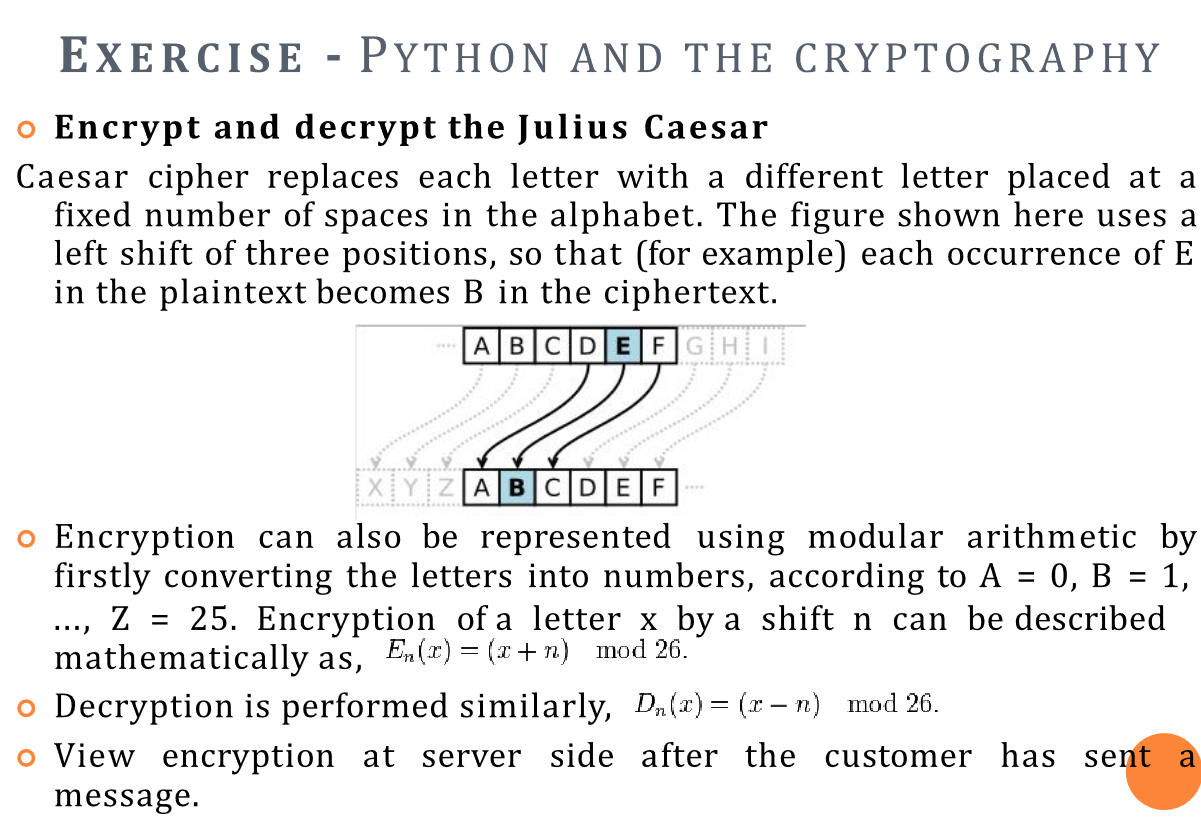 EXERCISE - PYTHON AND THE CRYPTOGRAPHY
Encrypt and decrypt the Julius Caesar
Caesar cipher replaces each letter with a different letter placed at a
fixed number of spaces in the alphabet. The figure shown here uses a
left shift of three positions, so that (for example) each occurrence of E
in the plaintext becomes B in the ciphertext.
A B C D E F G H I
X Y Z A B C D E F
Encryption can also be represented using modular arithmetic by
firstly converting the letters into numbers, according to A = 0, B = 1,
..., Z = 25. Encryption of a letter x by a shift n can be described
mathematically as, Eₙ(x) = (x + n) mod 26.
Decryption is performed similarly, Dₙ(x) = (x − n) mod 26.
View encryption at server side after the customer has sent a
message.